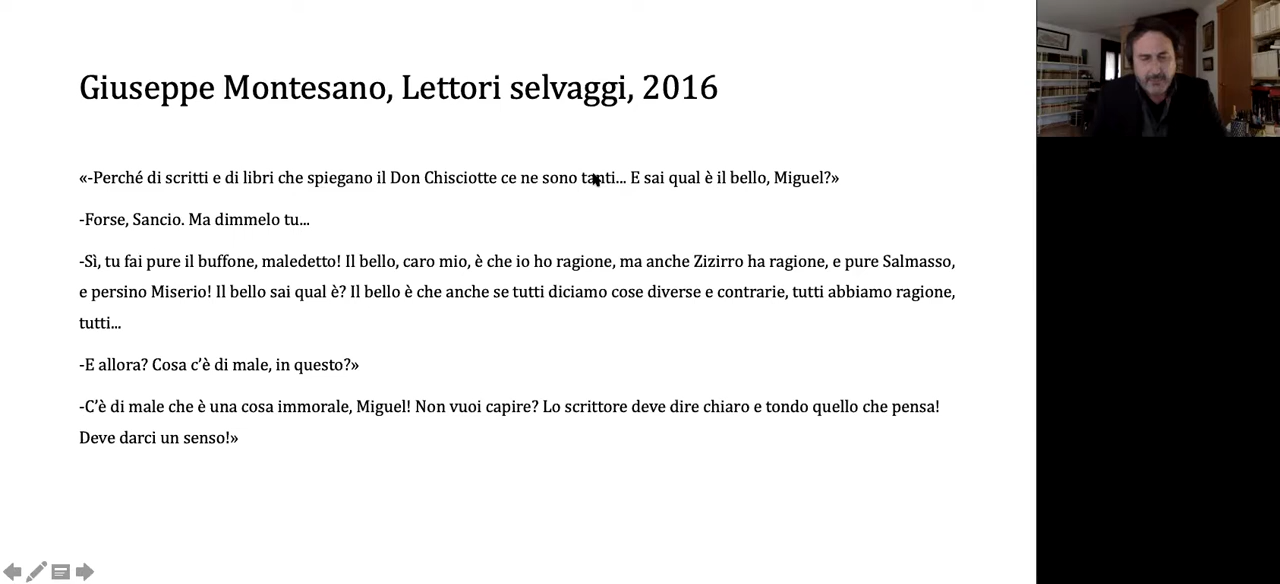 Giuseppe Montesano, Lettori selvaggi, 2016
«-Perché di scritti e di libri che spiegano il Don Chisciotte ce ne sono tanti... E sai qual è il bello, Miguel?»
-Forse, Sancio. Ma dimmelo tu...
-Sì, tu fai pure il buffone, maledetto! Il bello, caro mio, è che io ho ragione, ma anche Zizirro ha ragione, e pure Salmasso,
e persino Miserio! Il bello sai qual è? Il bello è che anche se tutti diciamo cose diverse e contrarie, tutti abbiamo ragione,
tutti...
-E allora? Cosa c’è di male, in questo?»
-C’è di male che è una cosa immorale, Miguel! Non vuoi capire? Lo scrittore deve dire chiaro e tondo quello che pensa!
Deve darci un senso!»